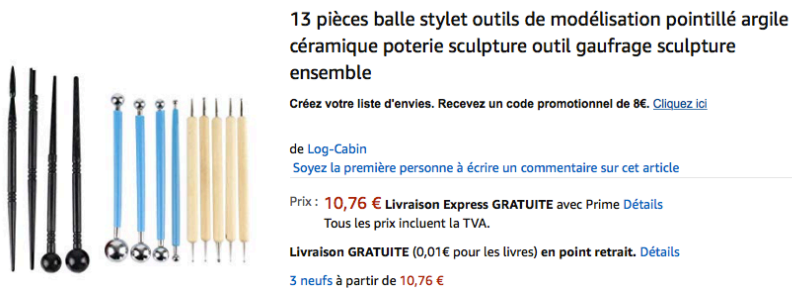 13 pièces balle stylet outils de modélisation pointillé argile
céramique poterie sculpture outil gaufrage sculpture
ensemble
Créez votre liste d'envies. Recevez un code promotionnel de 8€. Cliquez ici
de Log-Cabin
Soyez la première personne à écrire un commentaire sur cet article
Prix : 10,76 € Livraison Express GRATUITE avec Prime Détails
Tous les prix incluent la TVA.
Livraison GRATUITE (0,01€ pour les livres) en point retrait. Détails
3 neufs à partir de 10,76 €